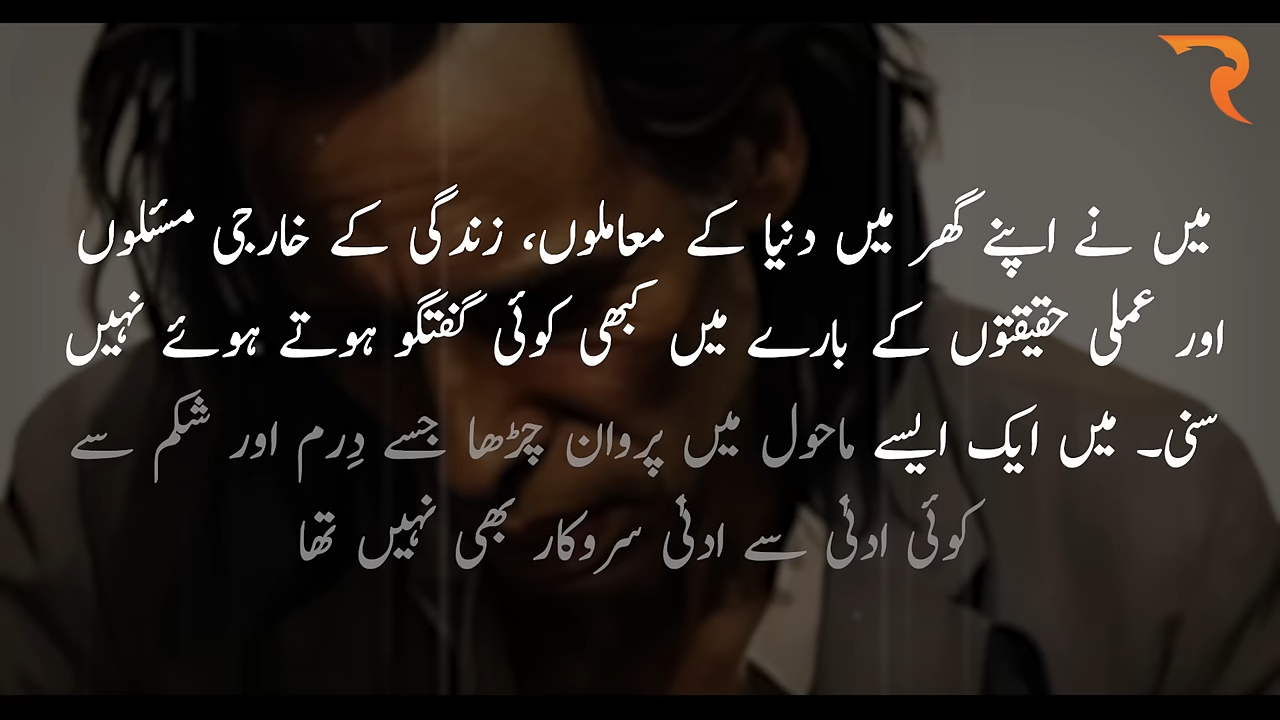 میں نے اپنے گھر میں دنیا کے معاملوں، زندگی کے خارجی مسئلوں
اور عملی حقیقتوں کے بارے میں کبھی کوئی گفتگو ہوتے ہوئے نہیں
سنی۔ میں ایک ایسے ماحول میں پروان چڑھا جسے دِرم اور شکم سے
کوئی ادنٰی سے ادنٰی سروکار بھی نہیں تھا